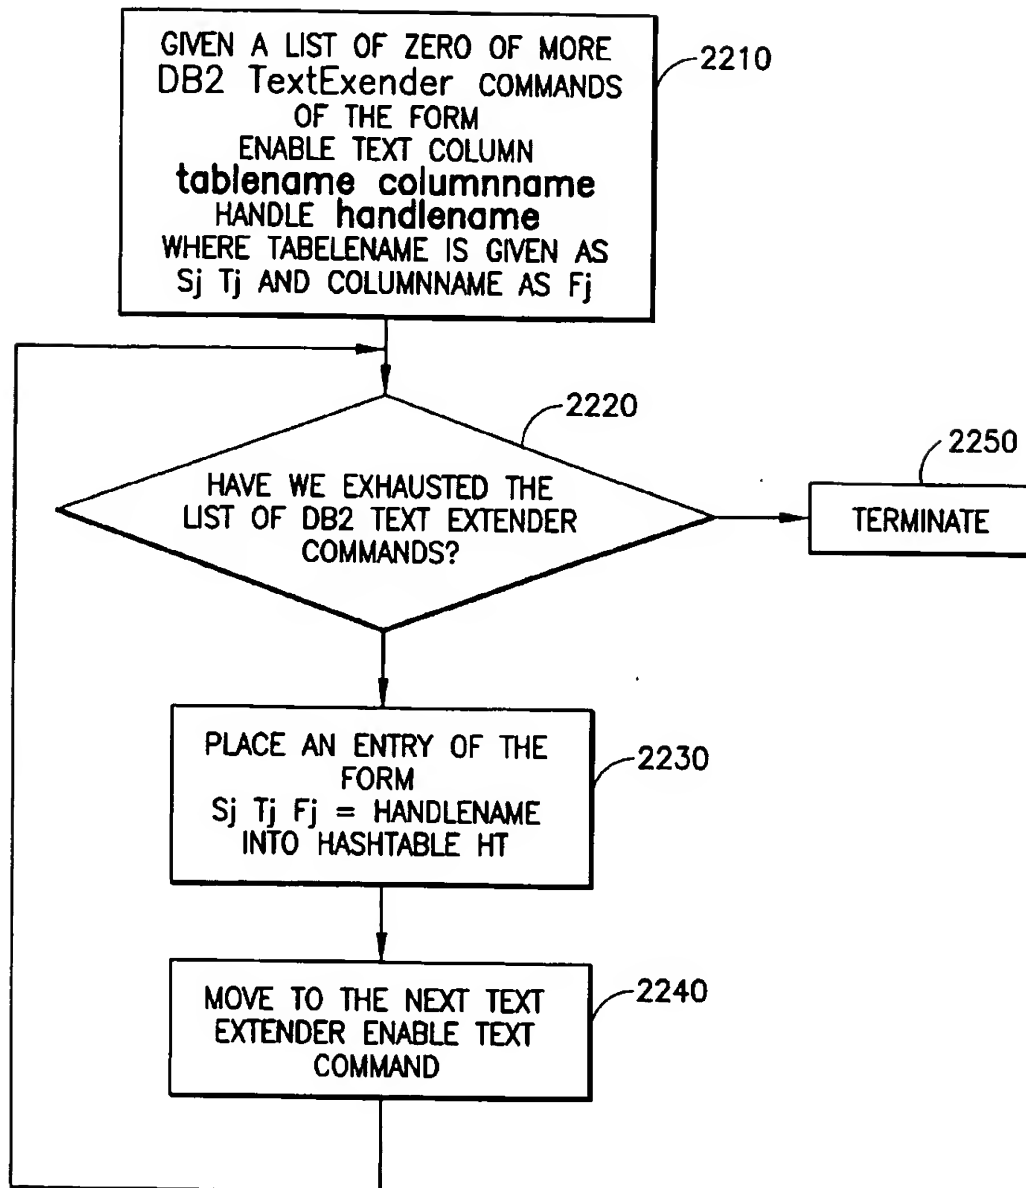 GIVEN A LIST OF ZERO OF MORE
DB2 TextExender COMMANDS
OF THE FORM
ENABLE TEXT COLUMN
tablename columnname
HANDLE handlename
WHERE TABELENAME IS GIVEN AS
Sj Tj AND COLUMNNAME AS Fj
2210
HAVE WE EXHAUSTED THE
LIST OF DB2 TEXT EXTENDER
COMMANDS?
2220
TERMINATE
2250
PLACE AN ENTRY OF THE
FORM
Sj Tj Fj = HANDLENAME
INTO HASHTABLE HT
2230
MOVE TO THE NEXT TEXT
EXTENDER ENABLE TEXT
COMMAND
2240